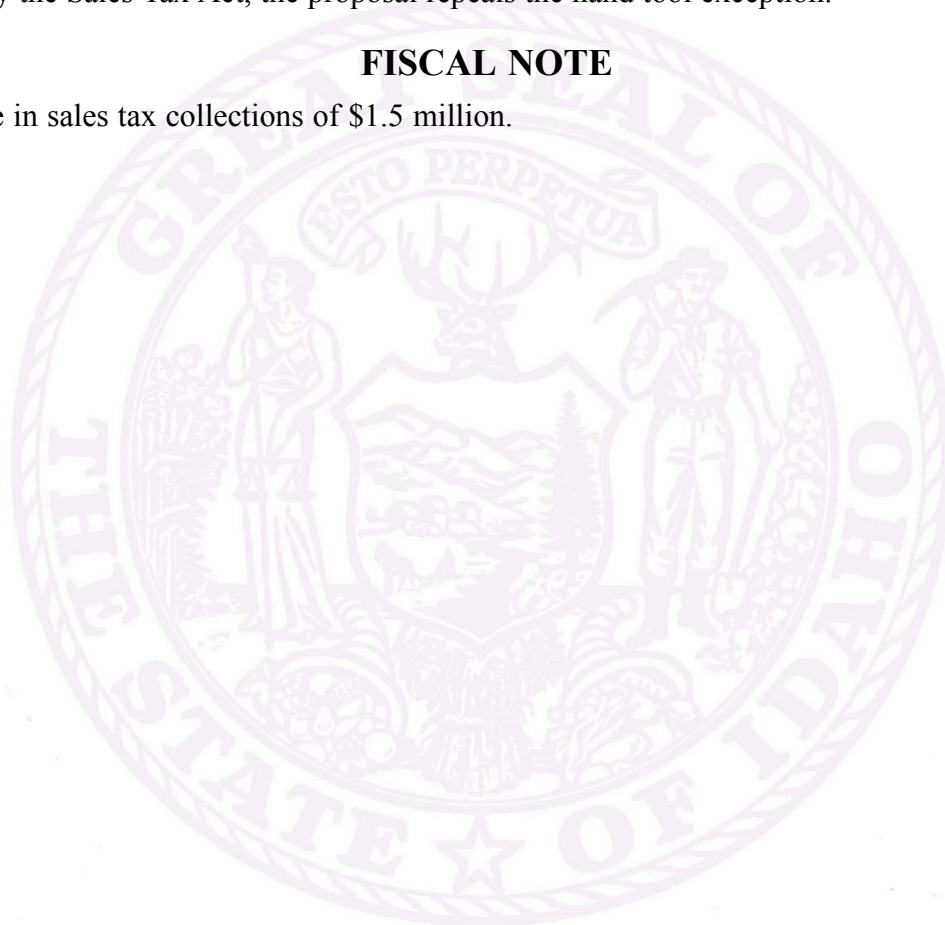 y the Sales Tax Act, the proposal repeals the hand tool exception.
FISCAL NOTE
e in sales tax collections of $1.5 million.
GREAT SEAL OF
ESTO PERPETUA
THE STATE OF IDAHO